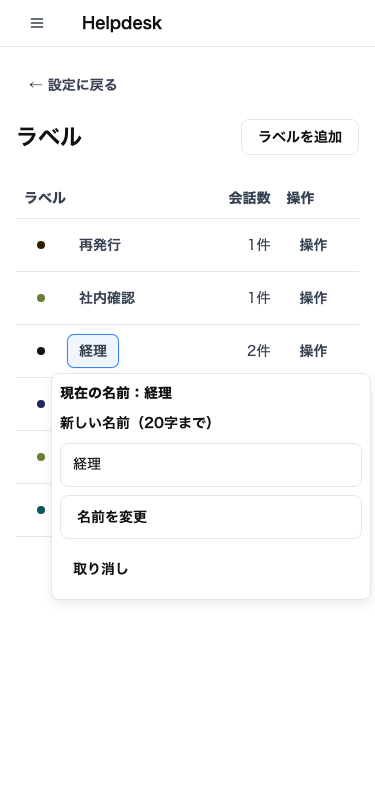 Helpdesk
← 設定に戻る
ラベル
ラベルを追加
ラベル 会話数 操作
再発行 1件 操作
社内確認 1件 操作
経理 2件 操作
現在の名前：経理
新しい名前（20字まで）
経理
名前を変更
取り消し